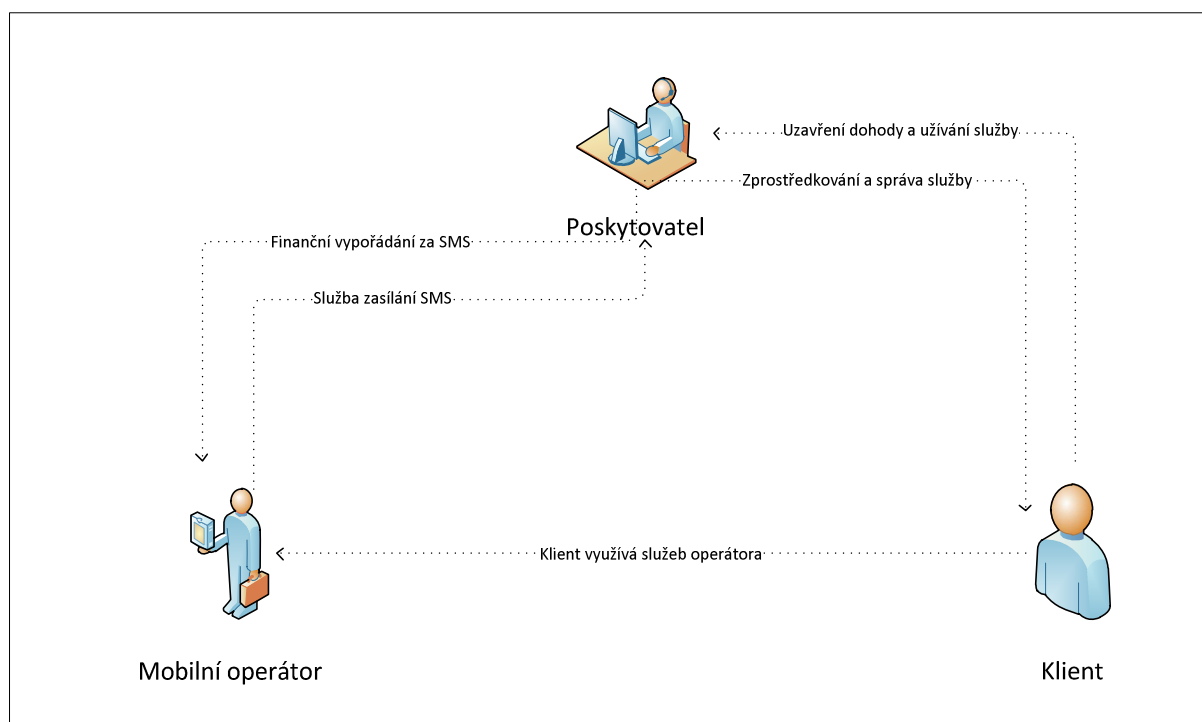 Uzavření dohody a užívání služby
Zprostředkování a správa služby
Poskytovatel
Finanční vypořádání za SMS
Služba zasílání SMS
Klient využívá služeb operátora
Mobilní operátor
Klient